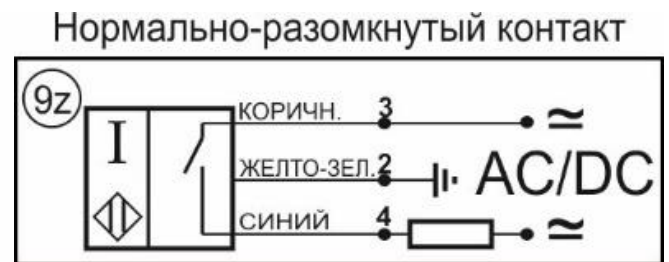 Нормально-разомкнутый контакт
9z
I
КОРИЧН. 3
ЖЕЛТО-ЗЕЛ. 2
AC/DC
СИНИЙ 4